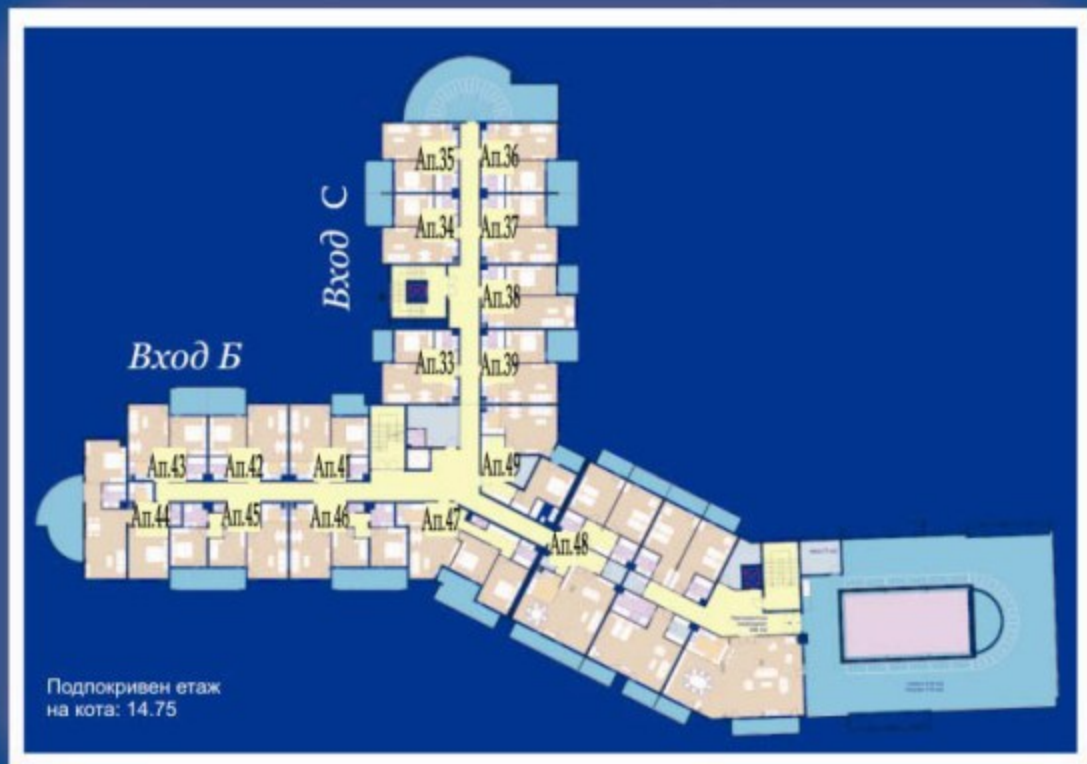 Ап.35
Ап.36
Вход С
Ап.34
Ап.37
Ап.38
Вход Б
Ап.33
Ап.39
Ап.43
Ап.42
Ап.41
Ап.49
Ап.44
Ап.45
Ап.46
Ап.47
Ап.48
Подпокривен етаж
на кота: 14.75